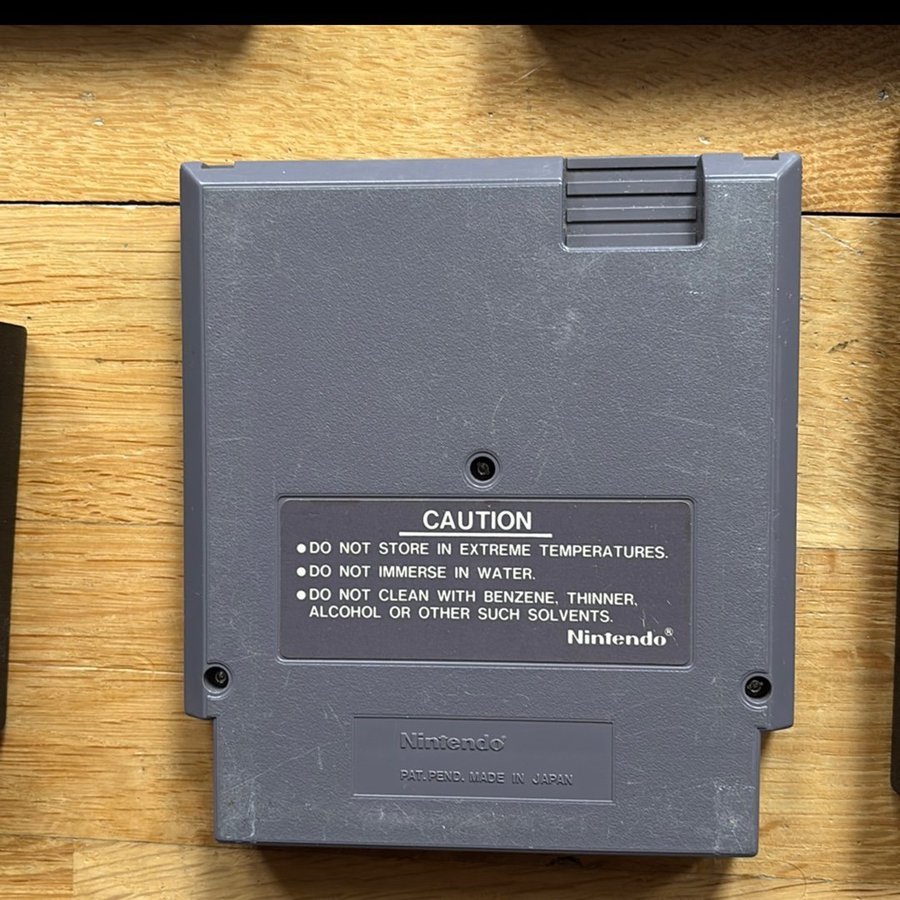 CAUTION
●DO NOT STORE IN EXTREME TEMPERATURES.
●DO NOT IMMERSE IN WATER.
●DO NOT CLEAN WITH BENZENE, THINNER,
ALCOHOL OR OTHER SUCH SOLVENTS.
Nintendo®
Nintendo®
PAT. PEND. MADE IN JAPAN